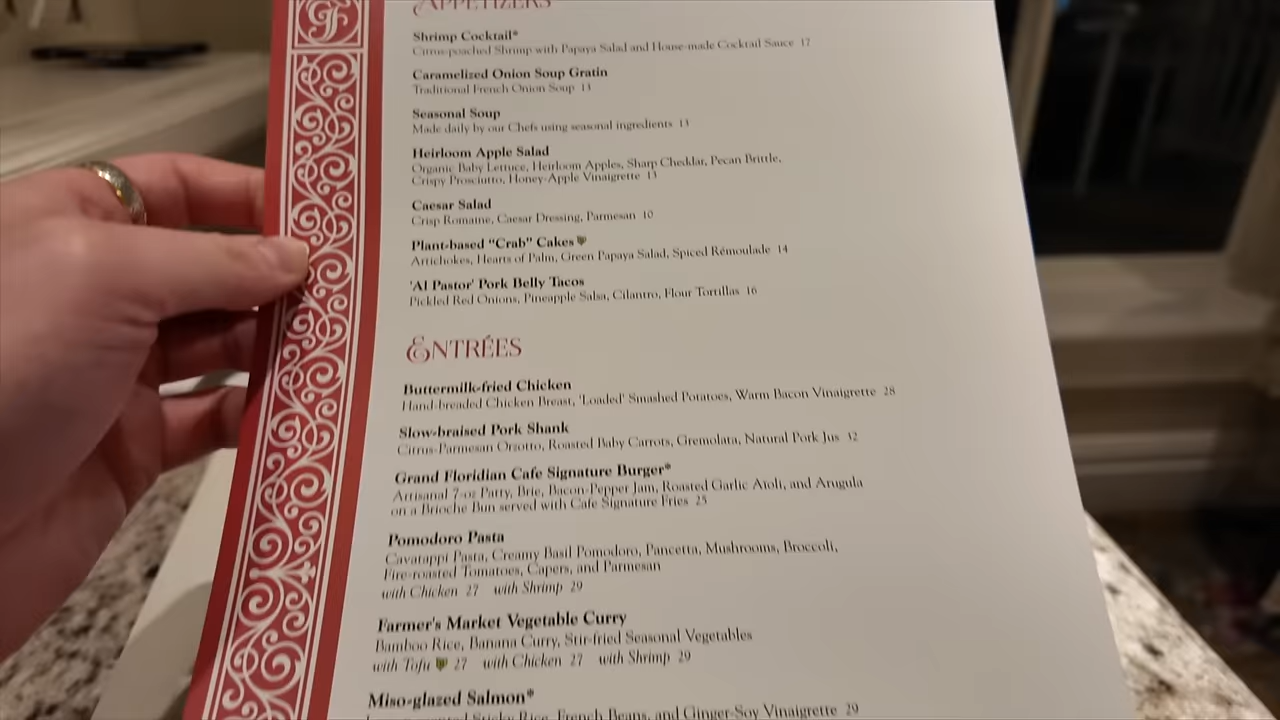 GF
APPETIZERS
Shrimp Cocktail*
Citrus-poached Shrimp with Papaya Salad and House-made Cocktail Sauce 17
Caramelized Onion Soup Gratin
Traditional French Onion Soup 13
Seasonal Soup
Made daily by our Chefs using seasonal ingredients 13
Heirloom Apple Salad
Organic Baby Lettuce, Heirloom Apples, Sharp Cheddar, Pecan Brittle,
Crispy Prosciutto, Honey-Apple Vinaigrette 13
Caesar Salad
Crisp Romaine, Caesar Dressing, Parmesan 10
Plant-based "Crab" Cakes
Artichokes, Hearts of Palm, Green Papaya Salad, Spiced Rémoulade 14
'Al Pastor' Pork Belly Tacos
Pickled Red Onions, Pineapple Salsa, Cilantro, Flour Tortillas 16
ENTRÉES
Buttermilk-fried Chicken
Hand-breaded Chicken Breast, 'Loaded' Smashed Potatoes, Warm Bacon Vinaigrette 28
Slow-braised Pork Shank
Citrus-Parmesan Orzotto, Roasted Baby Carrots, Gremolata, Natural Pork Jus 32
Grand Floridian Cafe Signature Burger*
Artisanal 7-oz Patty, Brie, Bacon-Pepper Jam, Roasted Garlic Aïoli, and Arugula
on a Brioche Bun served with Cafe Signature Fries 25
Pomodoro Pasta
Cavatappi Pasta, Creamy Basil Pomodoro, Pancetta, Mushrooms, Broccoli,
Fire-roasted Tomatoes, Capers, and Parmesan
with Chicken 27 with Shrimp 29
Farmer's Market Vegetable Curry
Bamboo Rice, Banana Curry, Stir-fried Seasonal Vegetables
with Tofu 27 with Chicken 27 with Shrimp 29
Miso-glazed Salmon*
Sticky Rice, French Beans, and Ginger-Soy Vinaigrette 29